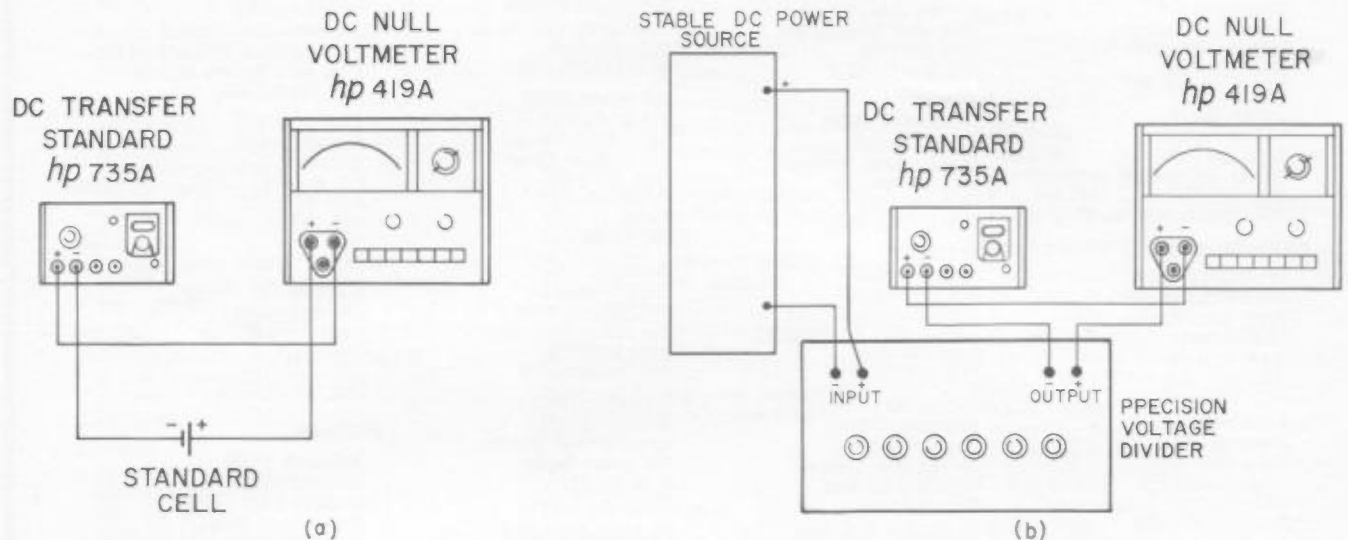 DC NULL
VOLTMETER
hp 419A
DC TRANSFER
STANDARD
hp 735A
+ -
+ -
- +
STANDARD
CELL
(a)
STABLE DC POWER
SOURCE
+
DC NULL
VOLTMETER
hp 419A
DC TRANSFER
STANDARD
hp 735A
+ -
+ -
- +
INPUT
- +
OUTPUT
PPECISION
VOLTAGE
DIVIDER
(b)